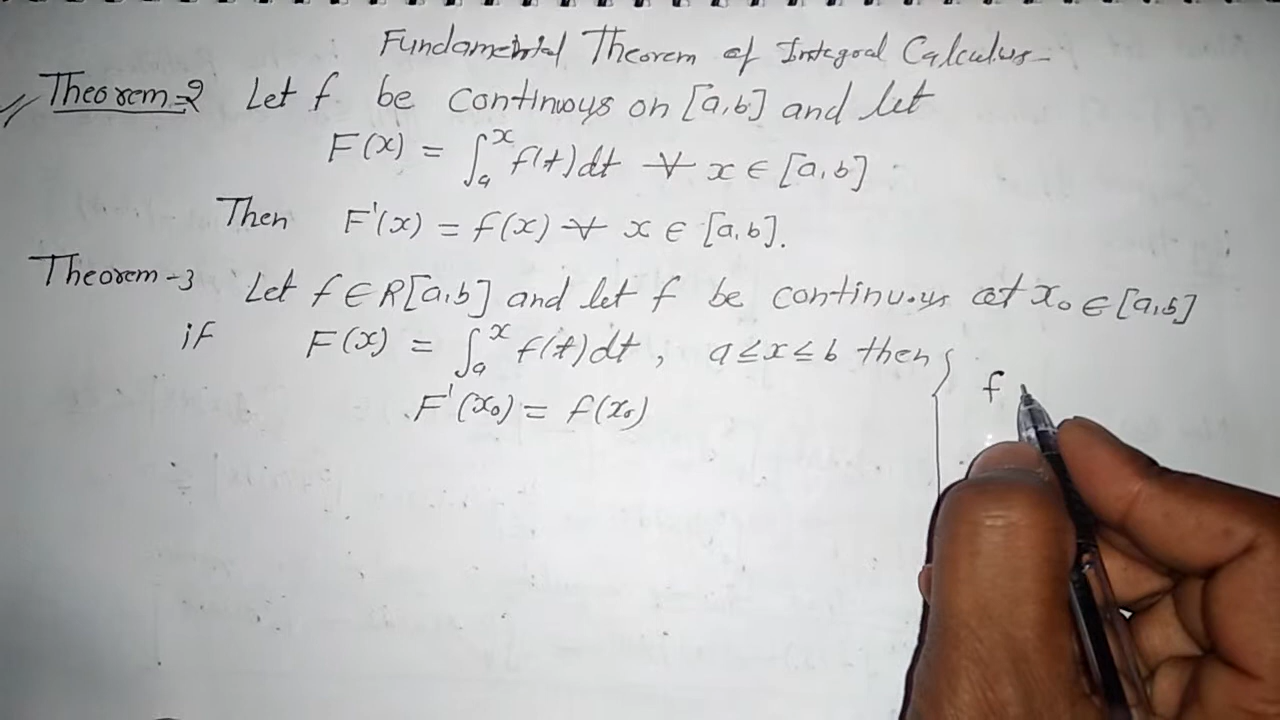 Fundamental Theorem of Integral Calculus-
Theorem-2 Let f be continuous on [a,b] and let
F(x) = ∫ₐˣ f(t)dt ∀ x ∈ [a,b]
Then F'(x) = f(x) ∀ x ∈ [a,b].
Theorem-3 Let f ∈ R[a,b] and let f be continuous at x₀ ∈ [a,b]
if F(x) = ∫ₐˣ f(t)dt, a ≤ x ≤ b then
F'(x₀) = f(x₀)
f